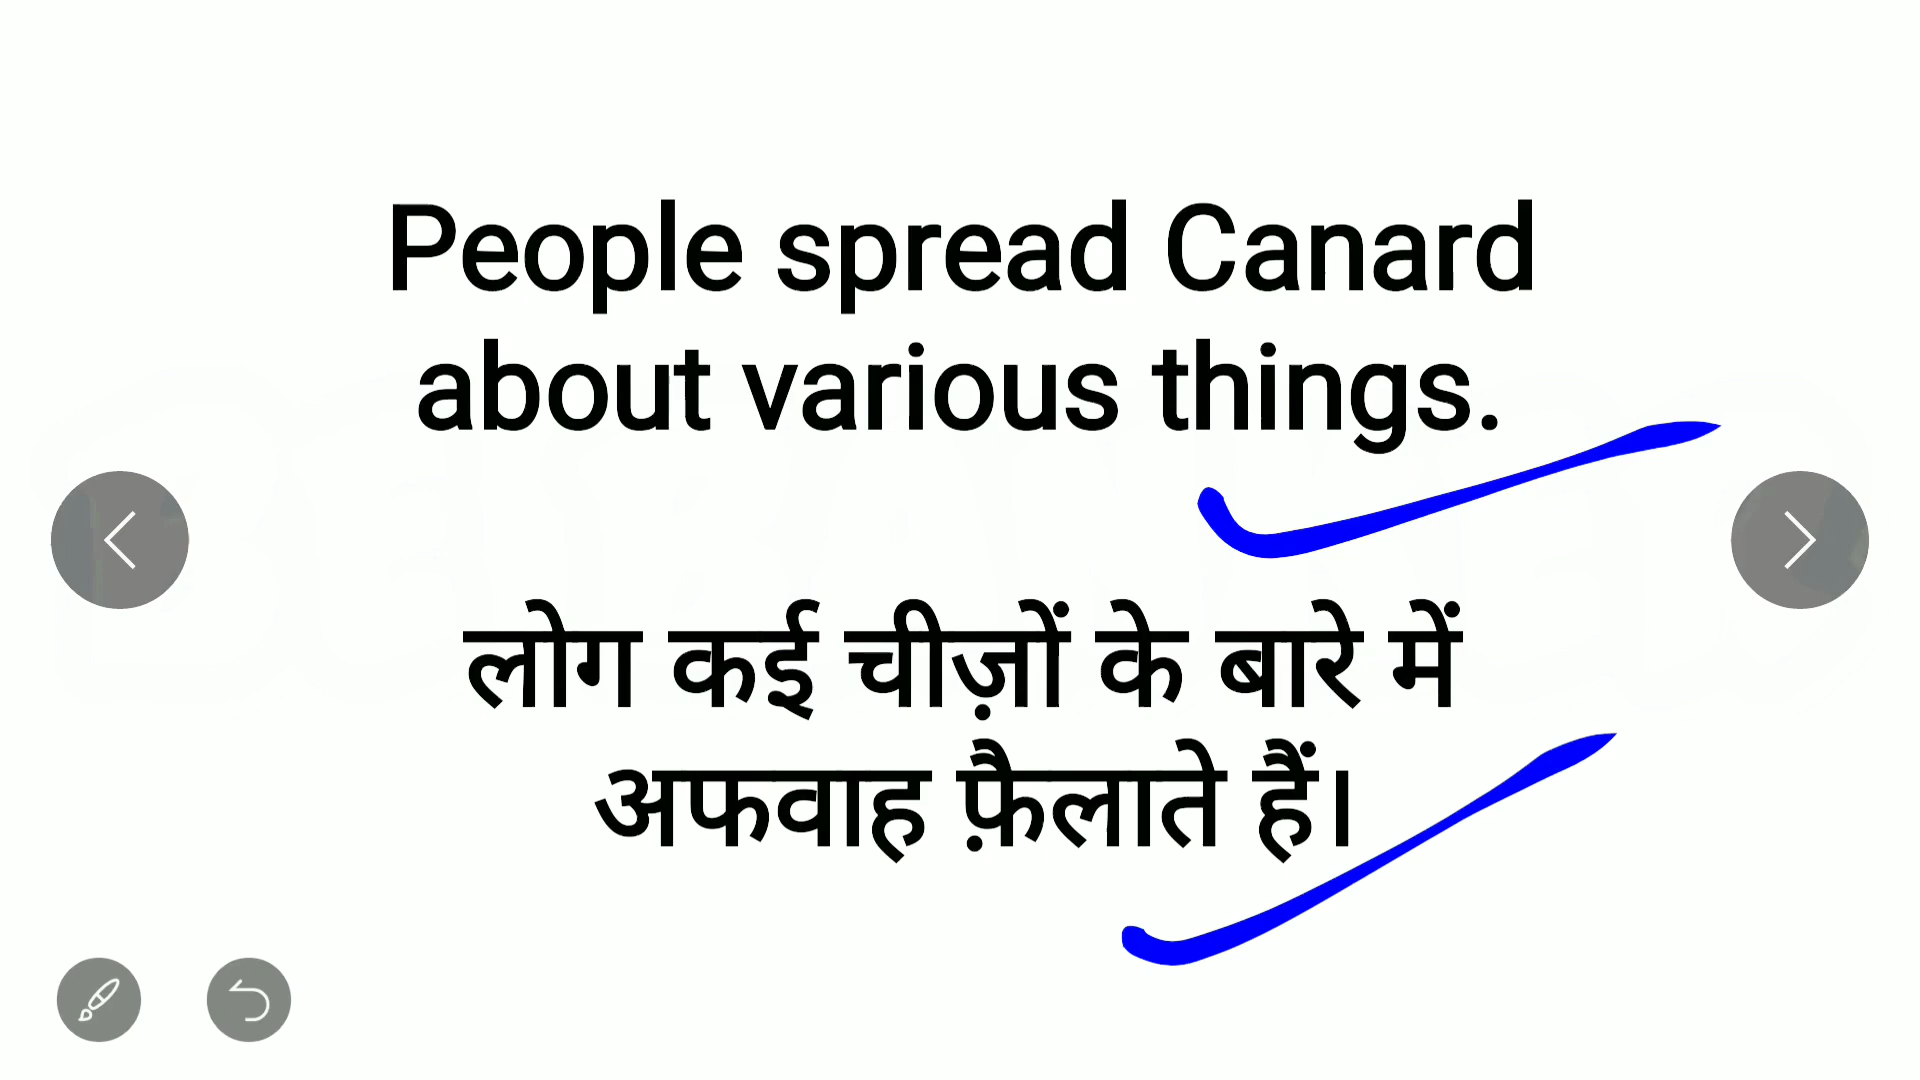 People spread Canard
about various things.
लोग कई चीज़ों के बारे में
अफवाह फ़ैलाते हैं।